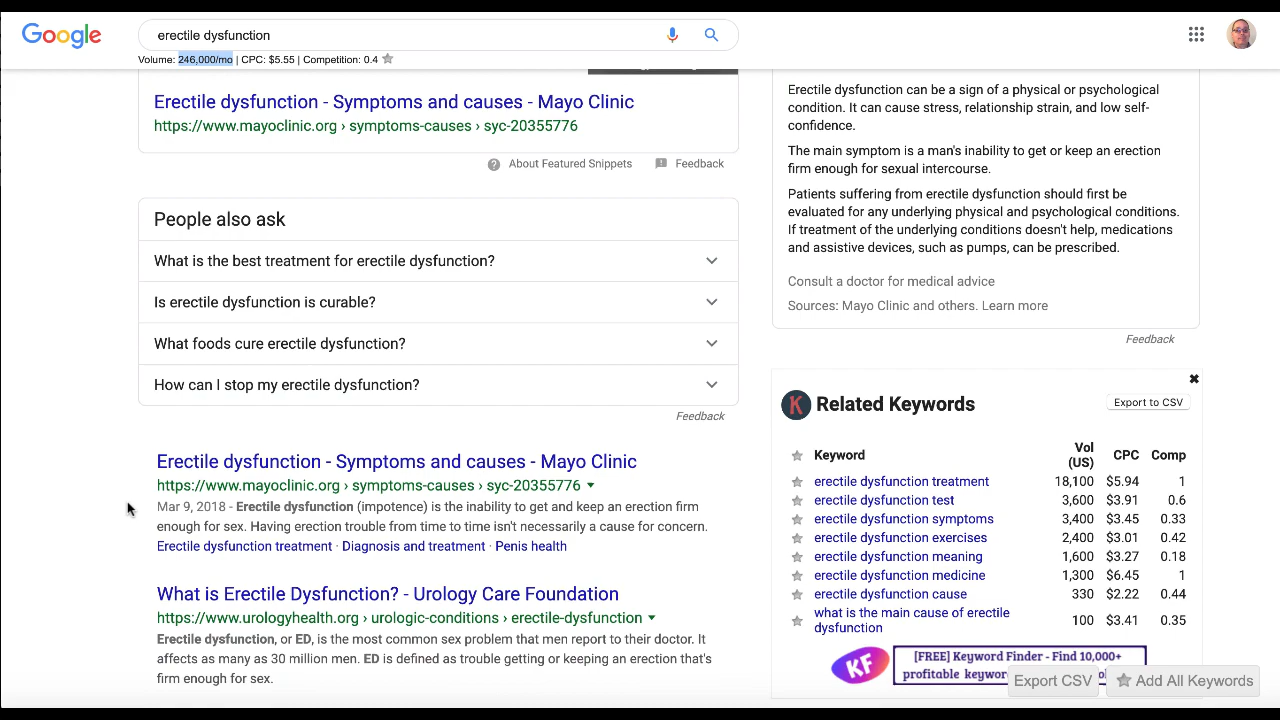 Google
erectile dysfunction
Volume: 246,000/mo | CPC: $5.55 | Competition: 0.4
Erectile dysfunction - Symptoms and causes - Mayo Clinic
https://www.mayoclinic.org › symptoms-causes › syc-20355776
About Featured Snippets
Feedback
People also ask
What is the best treatment for erectile dysfunction?
Is erectile dysfunction is curable?
What foods cure erectile dysfunction?
How can I stop my erectile dysfunction?
Feedback
Erectile dysfunction - Symptoms and causes - Mayo Clinic
https://www.mayoclinic.org › symptoms-causes › syc-20355776
Mar 9, 2018 - Erectile dysfunction (impotence) is the inability to get and keep an erection firm
enough for sex. Having erection trouble from time to time isn't necessarily a cause for concern.
Erectile dysfunction treatment · Diagnosis and treatment · Penis health
What is Erectile Dysfunction? - Urology Care Foundation
https://www.urologyhealth.org › urologic-conditions › erectile-dysfunction
Erectile dysfunction, or ED, is the most common sex problem that men report to their doctor. It
affects as many as 30 million men. ED is defined as trouble getting or keeping an erection that's
firm enough for sex.
Erectile dysfunction can be a sign of a physical or psychological
condition. It can cause stress, relationship strain, and low self-
confidence.
The main symptom is a man's inability to get or keep an erection
firm enough for sexual intercourse.
Patients suffering from erectile dysfunction should first be
evaluated for any underlying physical and psychological conditions.
If treatment of the underlying conditions doesn't help, medications
and assistive devices, such as pumps, can be prescribed.
Consult a doctor for medical advice
Sources: Mayo Clinic and others. Learn more
Feedback
K Related Keywords
Export to CSV
Keyword Vol (US) CPC Comp
erectile dysfunction treatment 18,100 $5.94 1
erectile dysfunction test 3,600 $3.91 0.6
erectile dysfunction symptoms 3,400 $3.45 0.33
erectile dysfunction exercises 2,400 $3.01 0.42
erectile dysfunction meaning 1,600 $3.27 0.18
erectile dysfunction medicine 1,300 $6.45 1
erectile dysfunction cause 330 $2.22 0.44
what is the main cause of erectile
dysfunction 100 $3.41 0.35
KF
[FREE] Keyword Finder - Find 10,000+
profitable
Export CSV
Add All Keywords